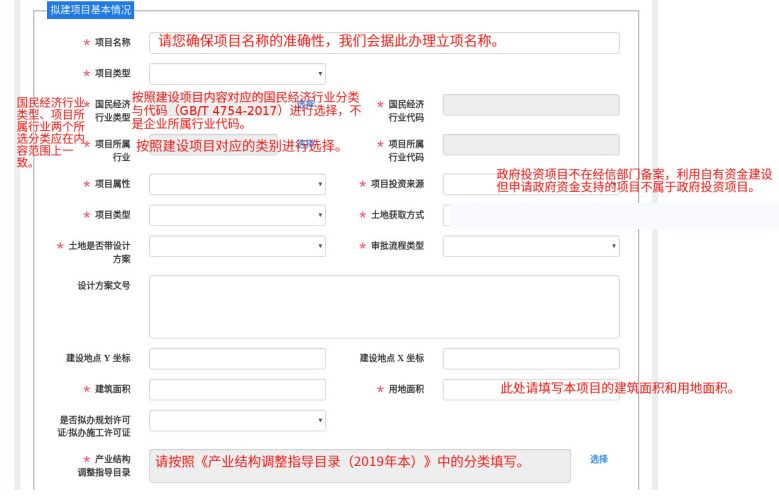 拟建项目基本情况
* 项目名称
请您确保项目名称的准确性，我们会据此办理立项名称。
* 项目类型
国民经济行业
类型、项目所
属行业两个所
选分类应在内
容范围上一
致。
* 国民经济
行业类型
按照建设项目内容对应的国民经济行业分类
与代码（GB/T 4754-2017）进行选择，不
是企业所属行业代码。
* 国民经济
行业代码
* 项目所属
行业
按照建设项目对应的类别进行选择。
* 项目所属
行业代码
* 项目属性
* 项目投资来源
政府投资项目不在经信部门备案，利用自有资金建设
但申请政府资金支持的项目不属于政府投资项目。
* 项目类型
* 土地获取方式
* 土地是否带设计
方案
* 审批流程类型
设计方案文号
建设地点 Y 坐标
建设地点 X 坐标
* 建筑面积
* 用地面积
此处请填写本项目的建筑面积和用地面积。
是否拟办规划许可
证/拟办施工许可证
* 产业结构
调整指导目录
请按照《产业结构调整指导目录（2019年本）》中的分类填写。
选择